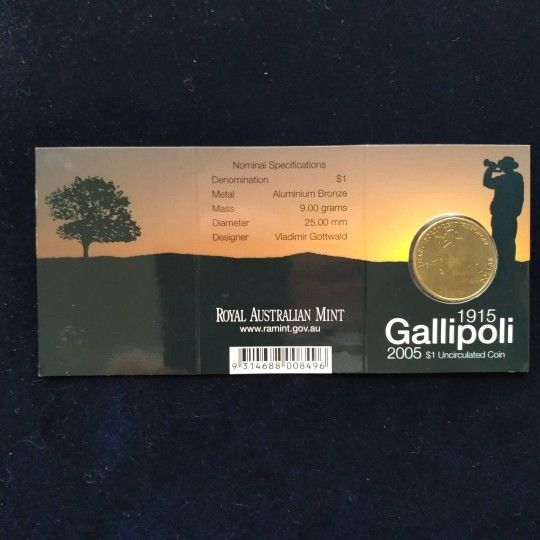 Nominal Specifications
Denomination $1
Metal Aluminium Bronze
Mass 9.00 grams
Diameter 25.00 mm
Designer Vladimir Gottwald
ROYAL AUSTRALIAN MINT
www.ramint.gov.au
9 314688 008496
1915
Gallipoli
2005 $1 Uncirculated Coin